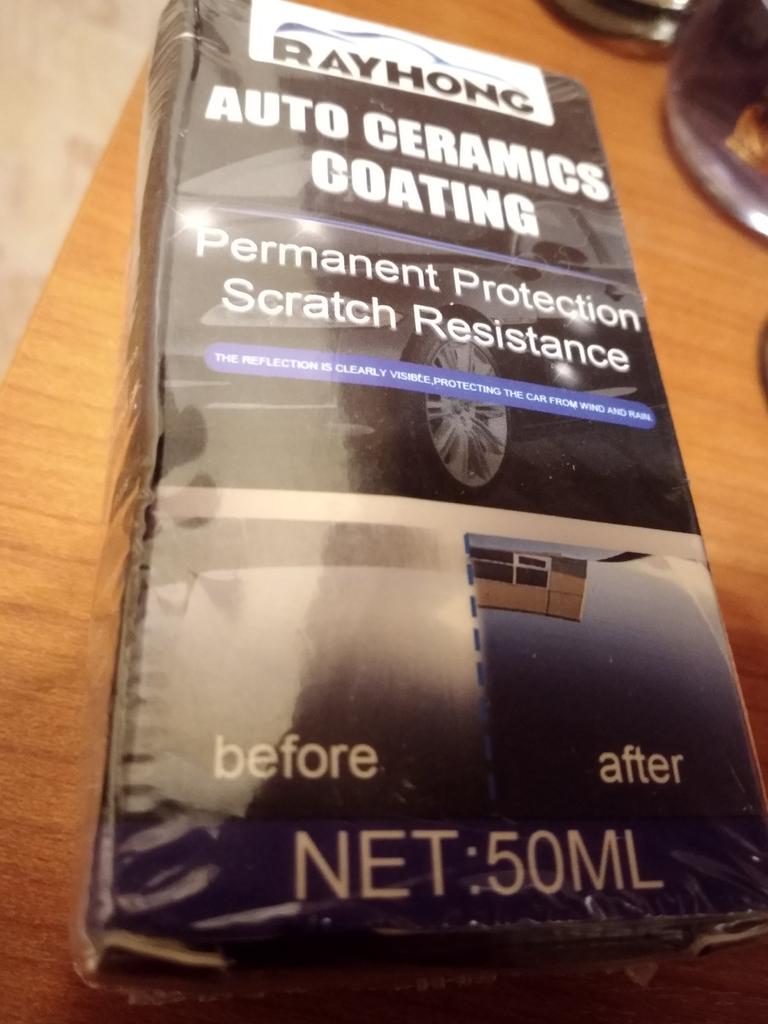 RAYHONG
AUTO CERAMICS
COATING
Permanent Protection
Scratch Resistance
THE REFLECTION IS CLEARLY VISIBLE,PROTECTING THE CAR FROM WIND AND RAIN
before
after
NET:50ML